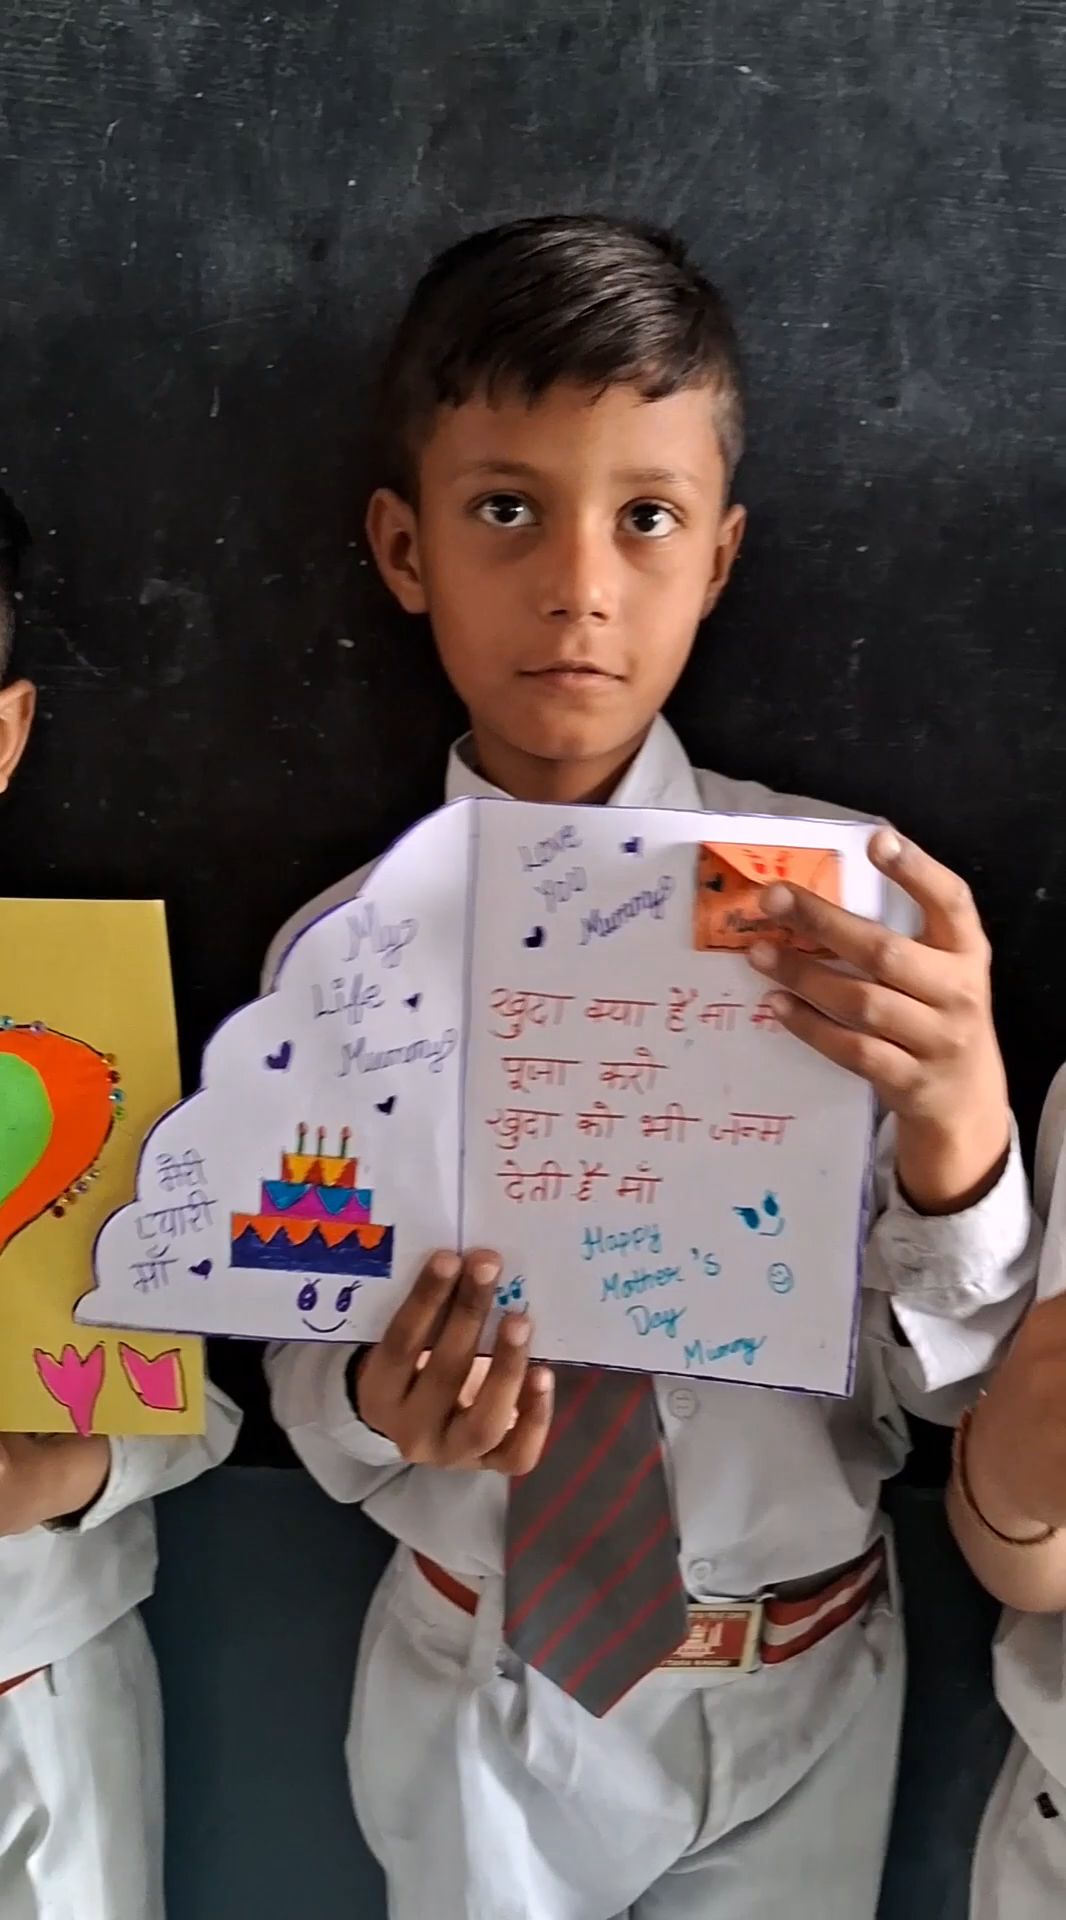 My
Life
Mummy
मेरी
प्यारी
माँ
Love
you
Mummy
खुदा क्या है माँ की
पूजा करो
खुदा को भी जन्म
देती है माँ
Happy
Mother's
Day
Mummy